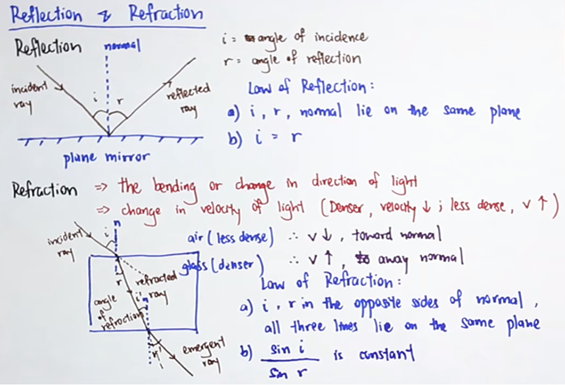 Reflection & Refraction
Reflection
normal
i = angle of incidence
r = angle of reflection
incident ray
i
r
reflected ray
Law of Reflection:
a) i, r, normal lie on the same plane
b) i = r
plane mirror
Refraction => the bending or change in direction of light
=> change in velocity of light (Denser, velocity ↓; less dense, v ↑)
n
incident ray
i
air (less dense) ∴ v ↓, toward normal
glass (denser) ∴ v ↑, away normal
r
refracted ray
angle of refraction
i'
n
Law of Refraction:
a) i, r in the opposite sides of normal,
all three lines lie on the same plane
b) sin i / sin r is constant
r'
emergent ray